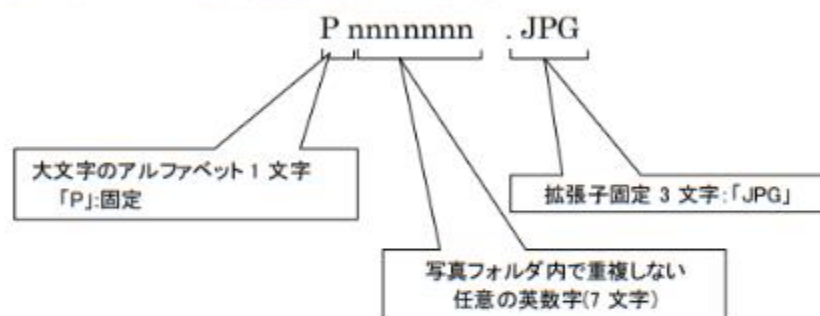 P nnnnnnn .JPG
大文字のアルファベット 1 文字
「P」:固定
拡張子固定 3 文字:「JPG」
写真フォルダ内で重複しない
任意の英数字(7 文字)